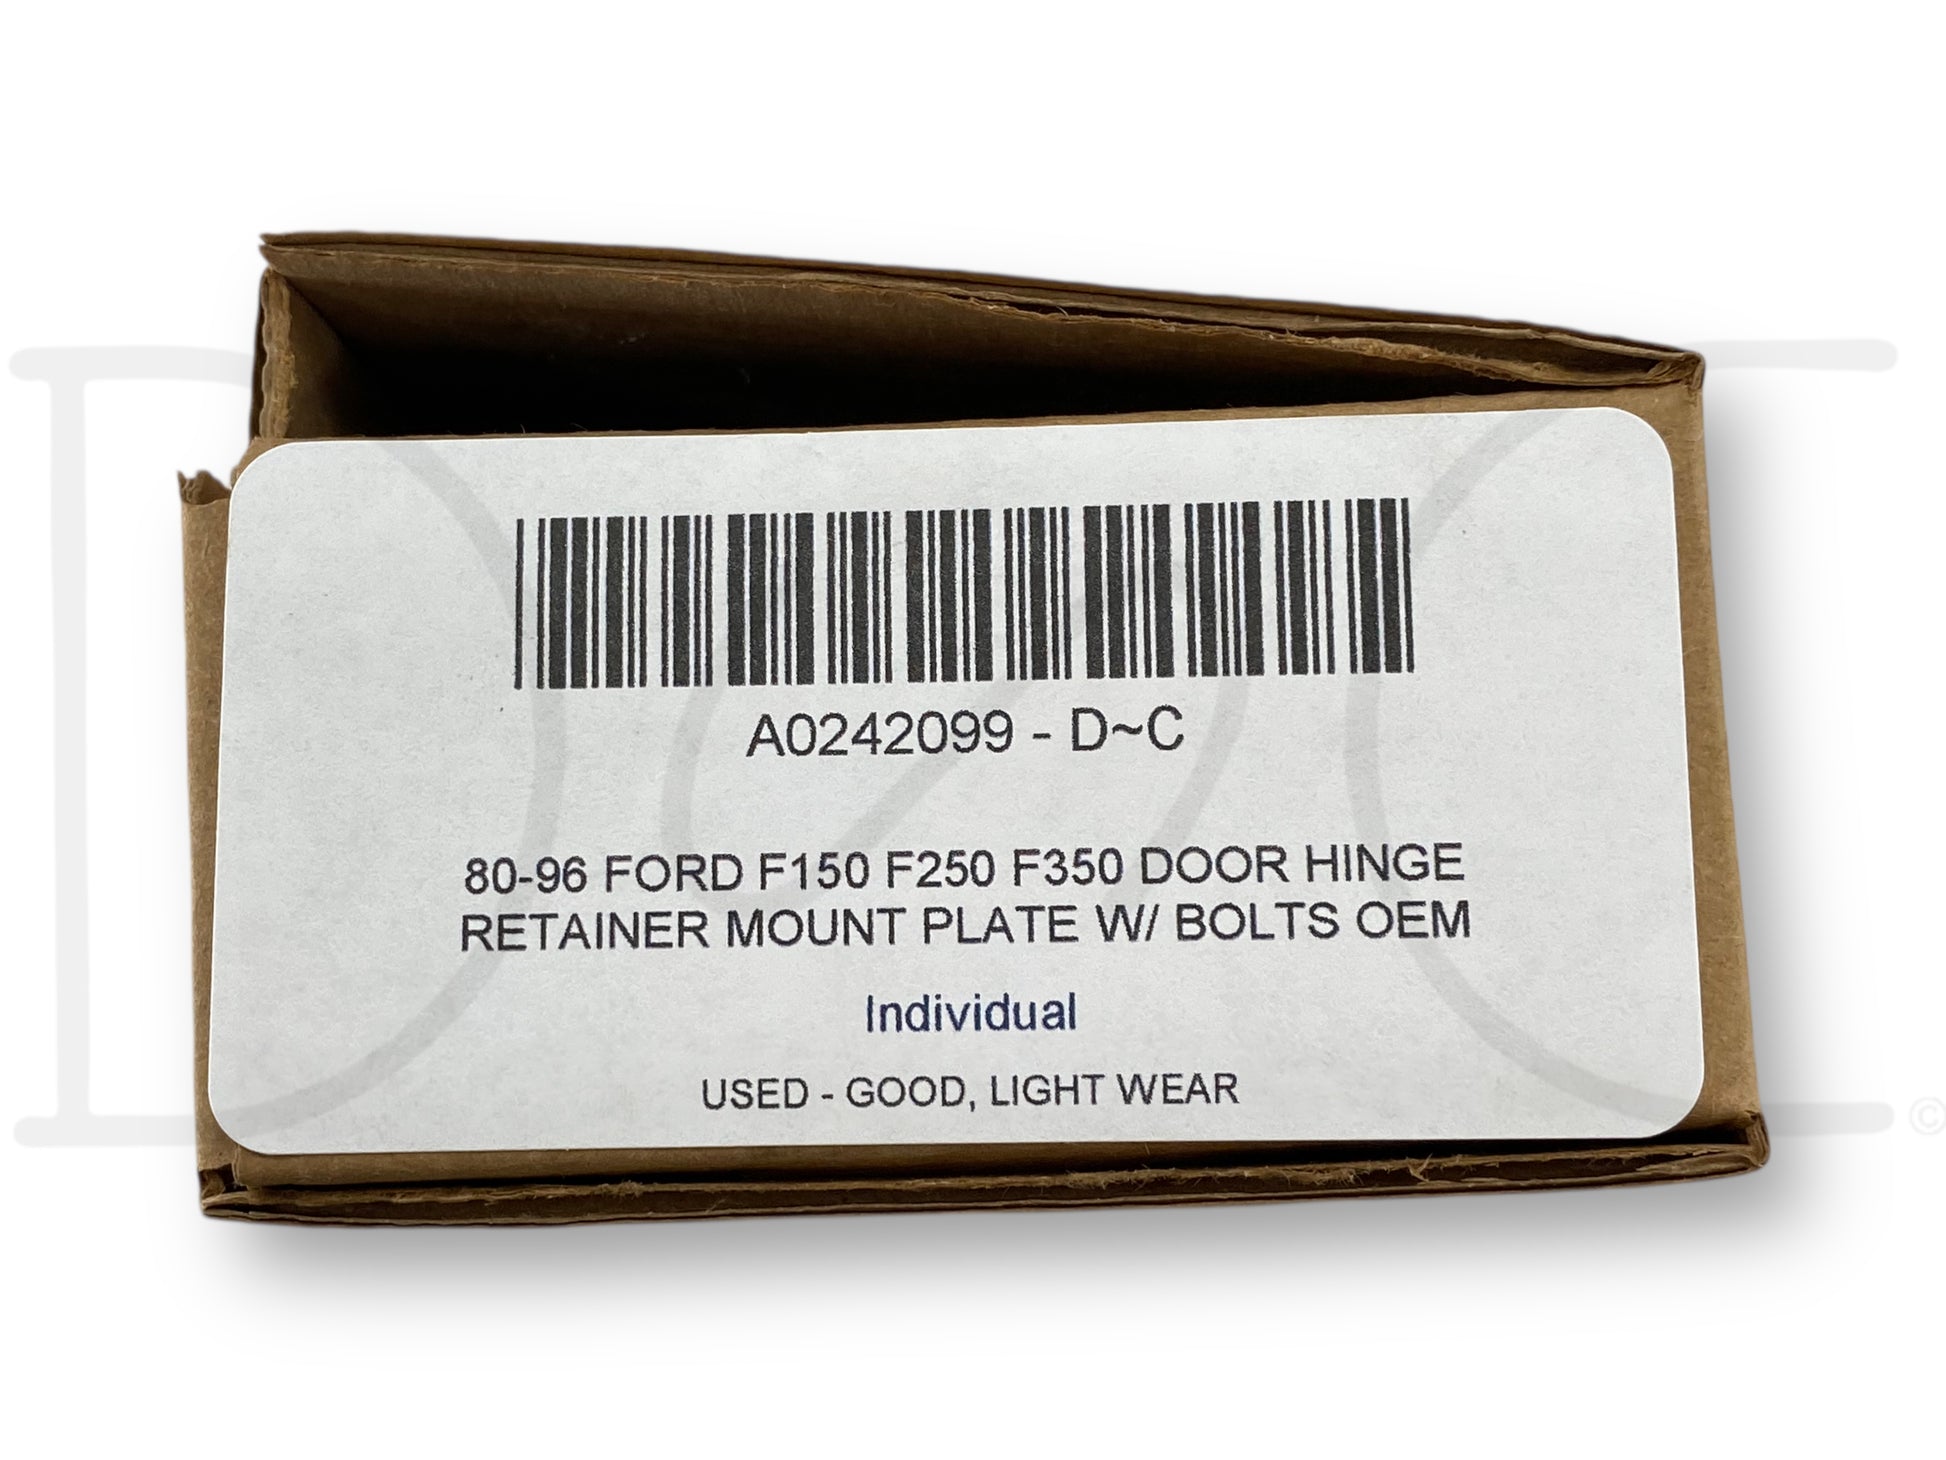 A0242099 - D~C
80-96 FORD F150 F250 F350 DOOR HINGE
RETAINER MOUNT PLATE W/ BOLTS OEM
Individual
USED - GOOD, LIGHT WEAR
©